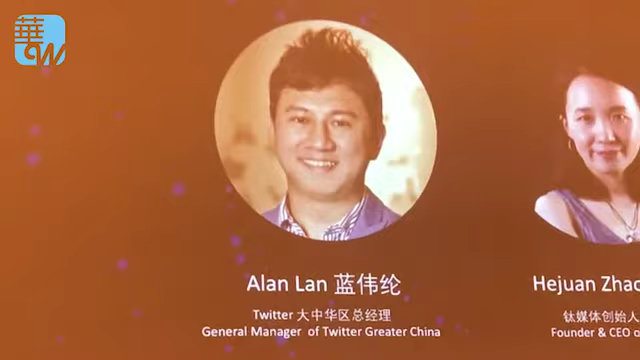 華
W
Alan Lan 蓝伟纶
Twitter 大中华区总经理
General Manager of Twitter Greater China
Hejuan Zhao
钛媒体创始人
Founder & CEO o